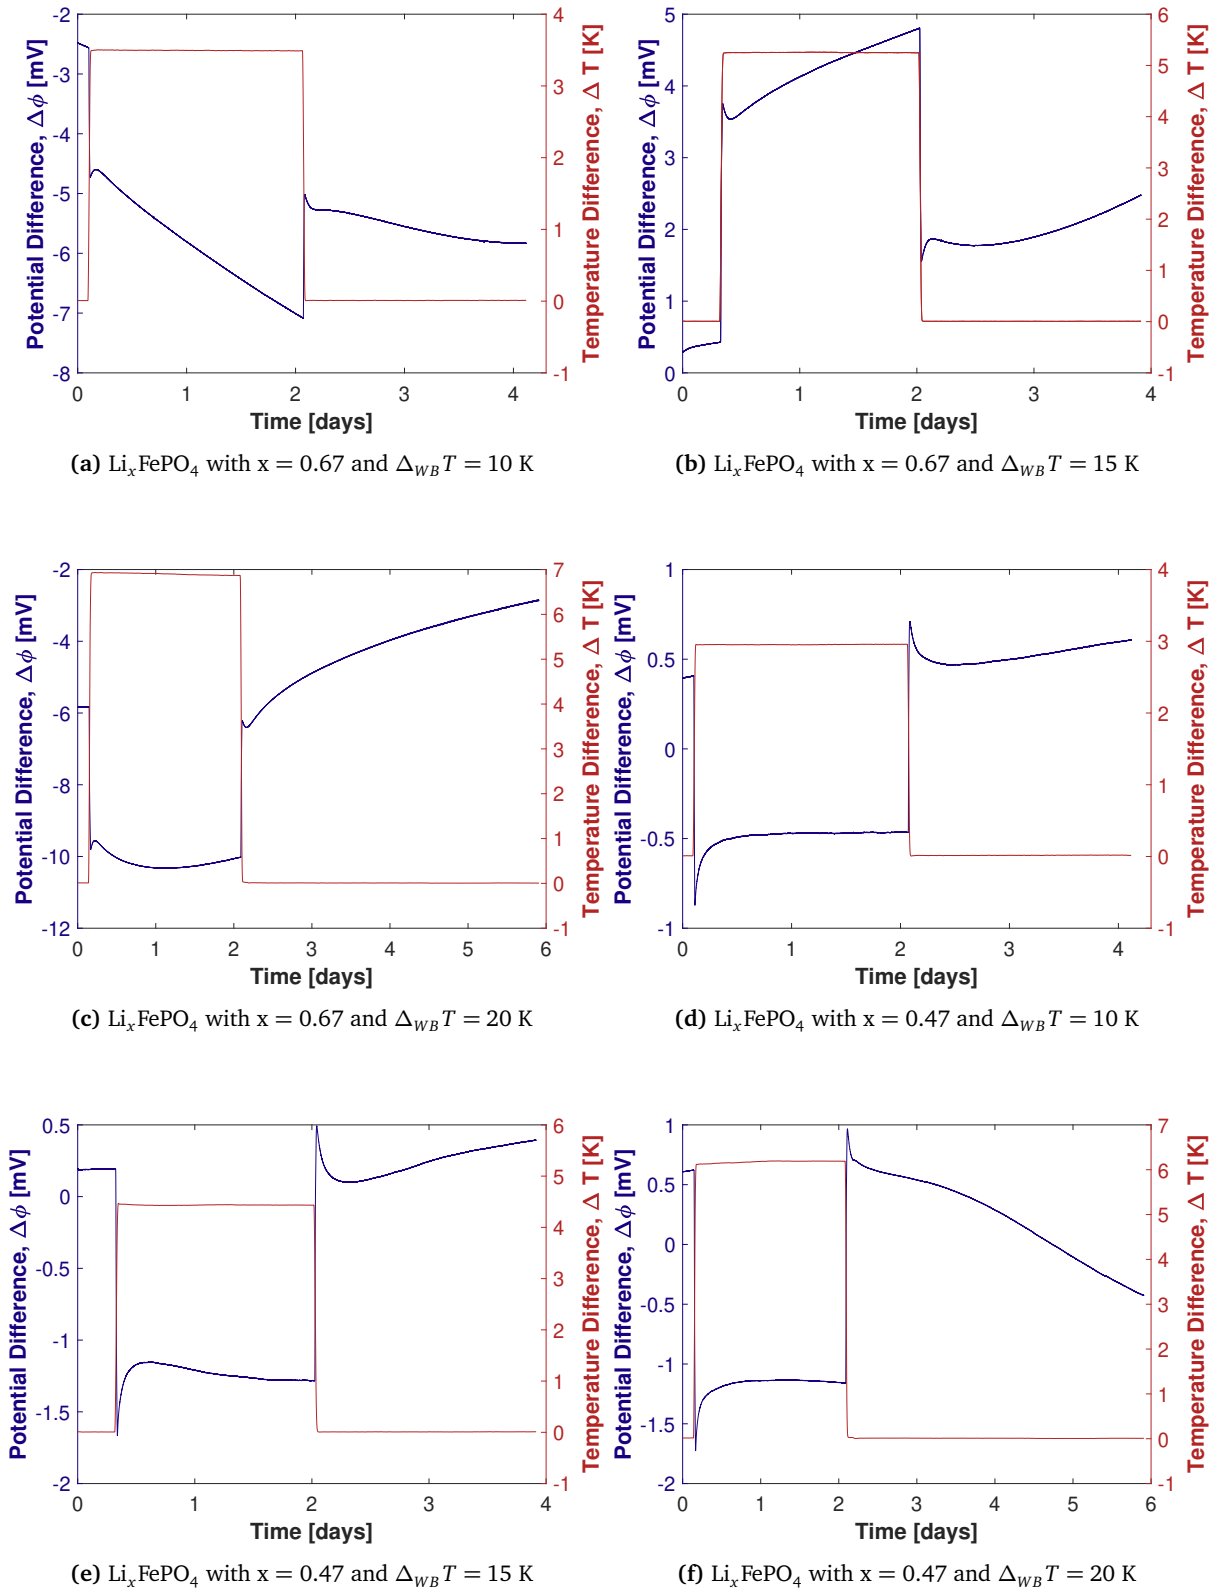 -2
-3
-4
-5
-6
-7
-8
Potential Difference, Δϕ [mV]
4
3
2
1
0
-1
Temperature Difference, Δ T [K]
0 1 2 3 4
Time [days]
(a) LiₓFePO₄ with x = 0.67 and Δ_WB T = 10 K
5
4
3
2
1
0
Potential Difference, Δϕ [mV]
6
5
4
3
2
1
0
-1
Temperature Difference, Δ T [K]
0 1 2 3 4
Time [days]
(b) LiₓFePO₄ with x = 0.67 and Δ_WB T = 15 K
-2
-4
-6
-8
-10
-12
Potential Difference, Δϕ [mV]
7
6
5
4
3
2
1
0
-1
Temperature Difference, Δ T [K]
0 1 2 3 4 5 6
Time [days]
(c) LiₓFePO₄ with x = 0.67 and Δ_WB T = 20 K
1
0.5
0
-0.5
-1
Potential Difference, Δϕ [mV]
4
3
2
1
0
-1
Temperature Difference, Δ T [K]
0 1 2 3 4
Time [days]
(d) LiₓFePO₄ with x = 0.47 and Δ_WB T = 10 K
0.5
0
-0.5
-1
-1.5
-2
Potential Difference, Δϕ [mV]
6
5
4
3
2
1
0
-1
Temperature Difference, Δ T [K]
0 1 2 3 4
Time [days]
(e) LiₓFePO₄ with x = 0.47 and Δ_WB T = 15 K
1
0.5
0
-0.5
-1
-1.5
-2
Potential Difference, Δϕ [mV]
7
6
5
4
3
2
1
0
-1
Temperature Difference, Δ T [K]
0 1 2 3 4 5 6
Time [days]
(f) LiₓFePO₄ with x = 0.47 and Δ_WB T = 20 K